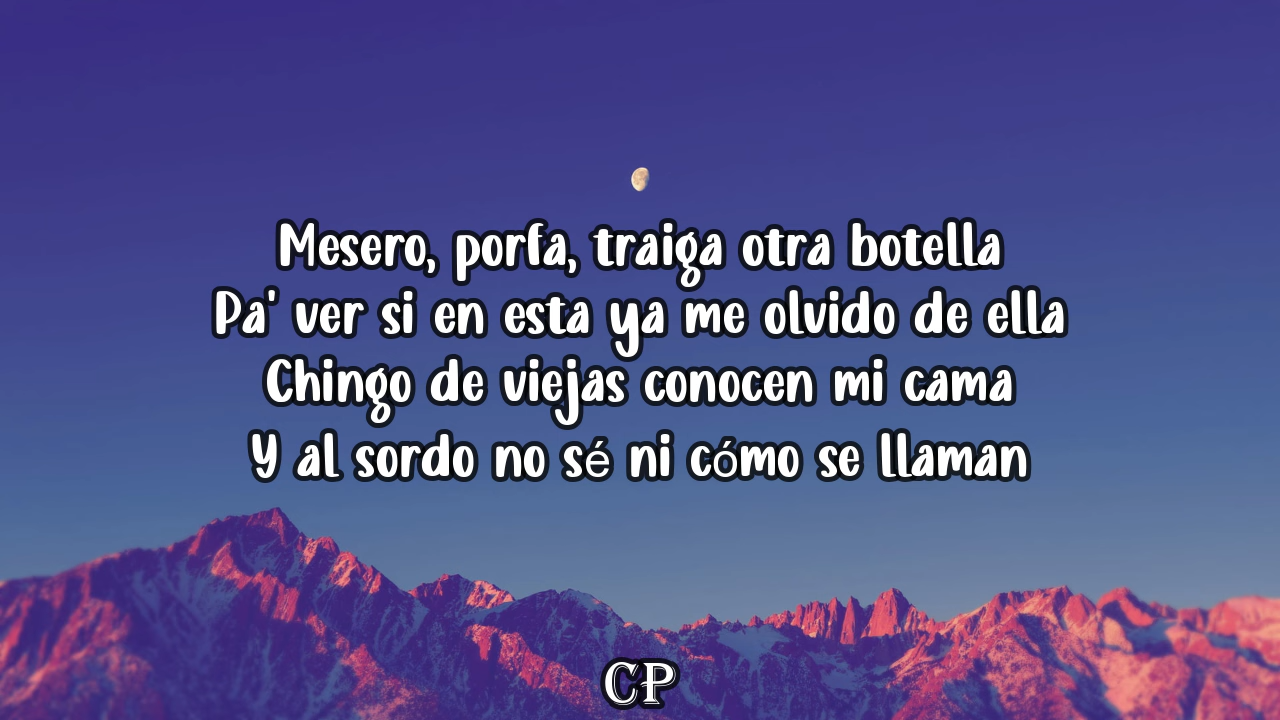 Mesero, porfa, traiga otra botella
Pa' ver si en esta ya me olvido de ella
Chingo de viejas conocen mi cama
Y al sordo no sé ni cómo se llaman
CP